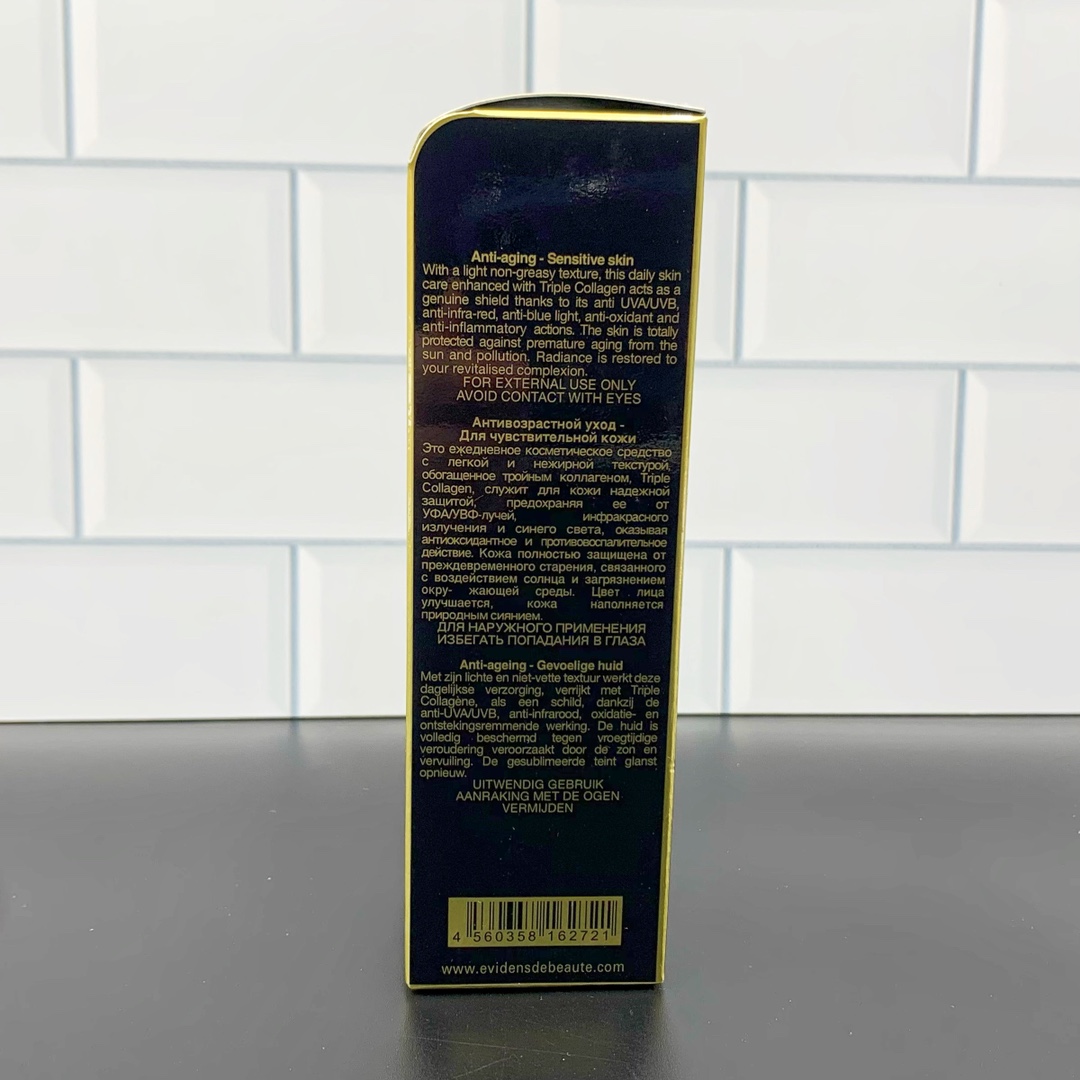 Anti-aging - Sensitive skin
With a light non-greasy texture, this daily skin
care enhanced with Triple Collagen acts as a
genuine shield thanks to its anti UVA/UVB,
anti-infra-red, anti-blue light, anti-oxidant and
anti-inflammatory actions. The skin is totally
protected against premature aging from the
sun and pollution. Radiance is restored to
your revitalised complexion.
FOR EXTERNAL USE ONLY
AVOID CONTACT WITH EYES
Антивозрастной уход -
Для чувствительной кожи
Это ежедневное косметическое средство
с легкой и нежирной текстурой,
обогащенное тройным коллагеном, Triple
Collagen, служит для кожи надежной
защитой, предохраняя ее от
УФА/УВФ-лучей, инфракрасного
излучения и синего света, оказывая
антиоксидантное и противовоспалительное
действие. Кожа полностью защищена от
преждевременного старения, связанного
с воздействием солнца и загрязнением
окру- жающей среды. Цвет лица
улучшается, кожа наполняется
природным сиянием.
ДЛЯ НАРУЖНОГО ПРИМЕНЕНИЯ
ИЗБЕГАТЬ ПОПАДАНИЯ В ГЛАЗА
Anti-ageing - Gevoelige huid
Met zijn lichte en niet-vette textuur werkt deze
dagelijkse verzorging, verrijkt met Triple
Collagène, als een schild, dankzij de
anti-UVA/UVB, anti-infrarood, oxidatie- en
ontstekingsremmende werking. De huid is
volledig beschermd tegen vroegtijdige
veroudering veroorzaakt door de zon en
vervuiling. De gesublimeerde teint glanst
opnieuw.
UITWENDIG GEBRUIK
AANRAKING MET DE OGEN
VERMIJDEN
4 560358 162721
www.evidensdebeaute.com